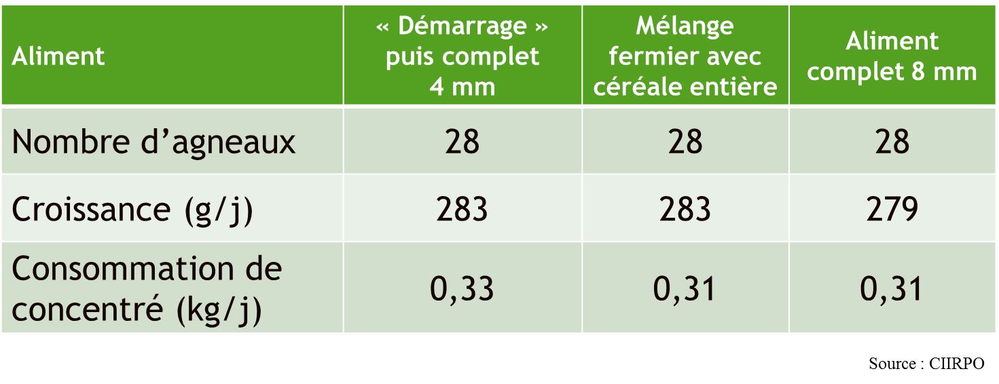 Aliment
« Démarrage »
puis complet
4 mm
Mélange
fermier avec
céréale entière
Aliment
complet 8 mm
Nombre d’agneaux
28
28
28
Croissance (g/j)
283
283
279
Consommation de
concentré (kg/j)
0,33
0,31
0,31
Source : CIIRPO